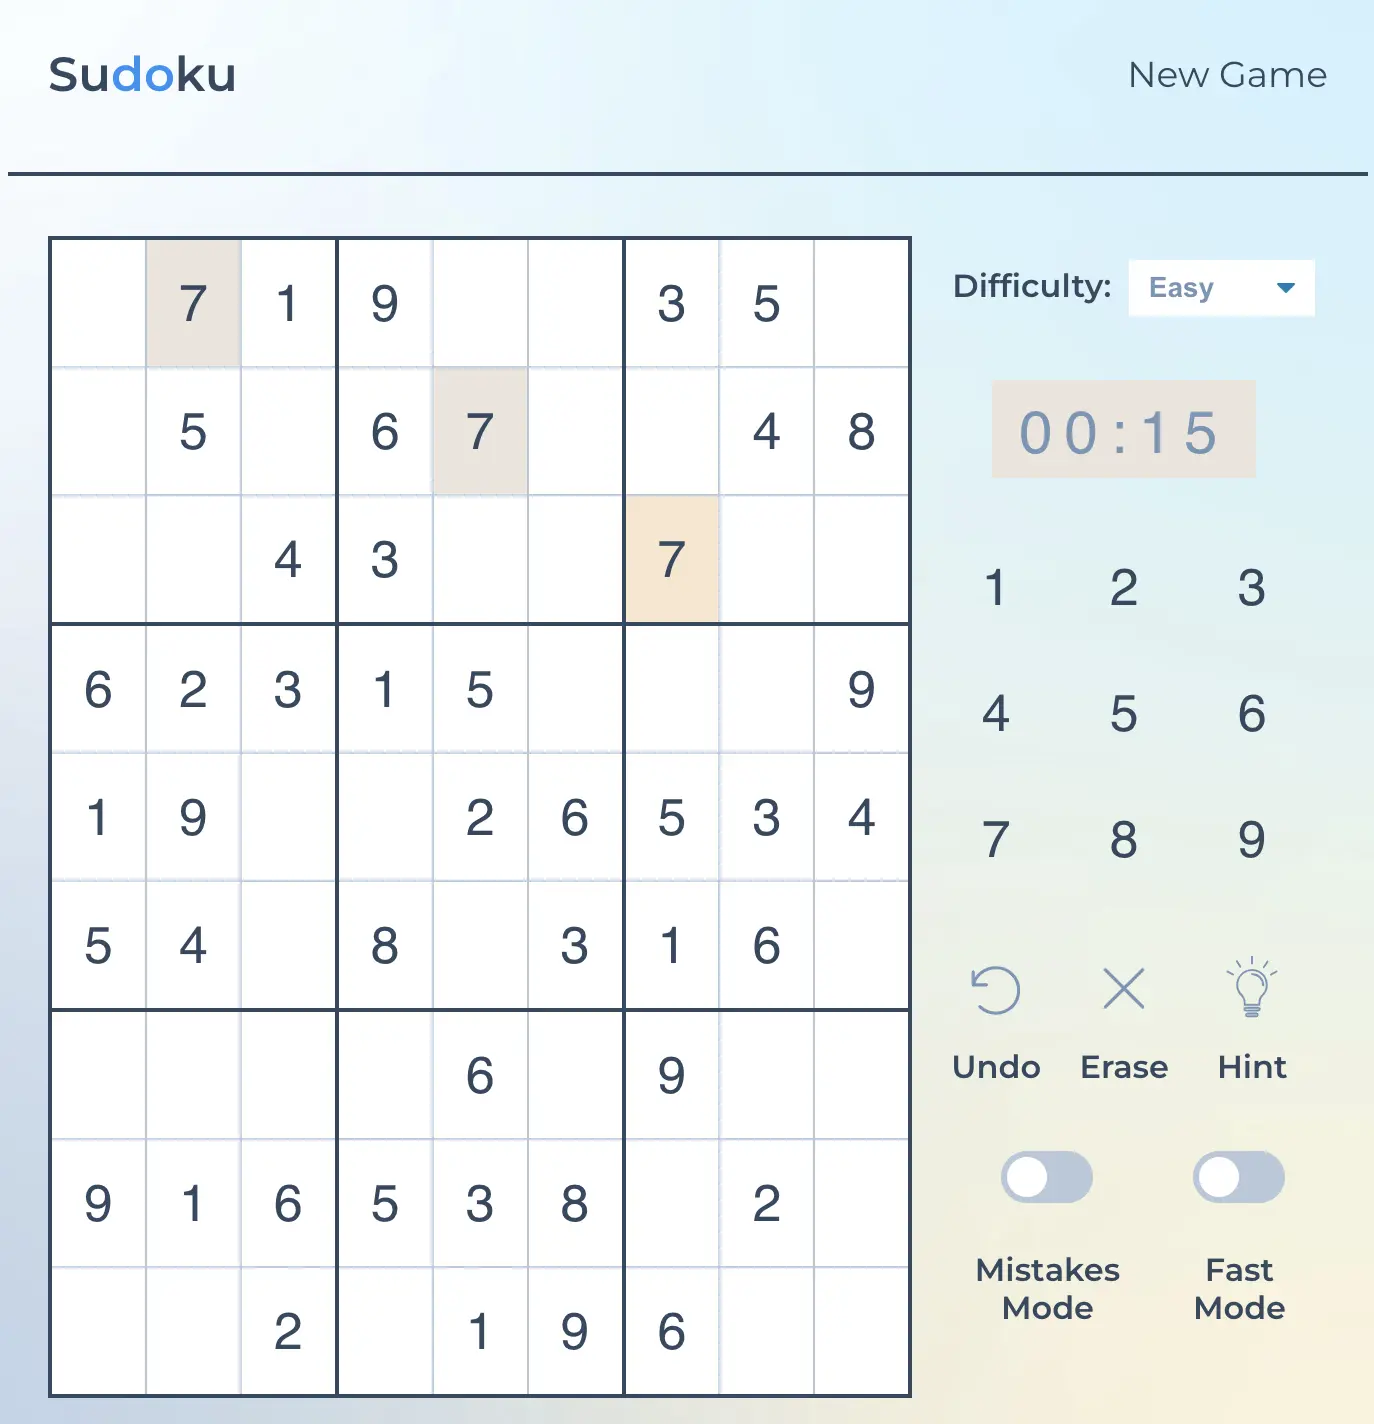 Sudoku
New Game
7 1 9 3 5
5 6 7 4 8
4 3 7
6 2 3 1 5 9
1 9 2 6 5 3 4
5 4 8 3 1 6
6 9
9 1 6 5 3 8 2
2 1 9 6
Difficulty: Easy
00:15
1 2 3
4 5 6
7 8 9
Undo Erase Hint
Mistakes
Mode
Fast
Mode